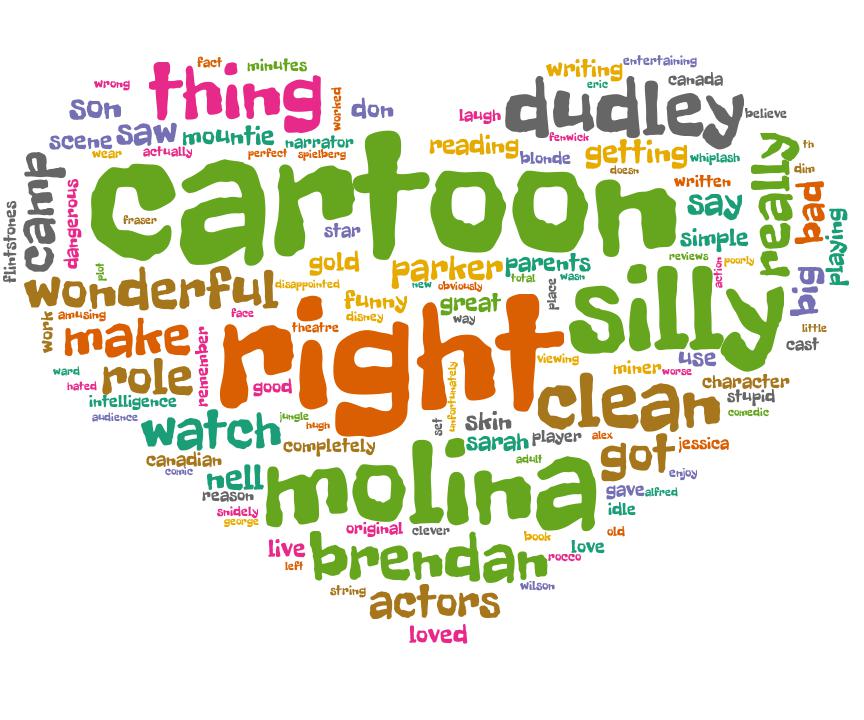 fact minutes
wrong thing
son worked don
scene saw mountie narrator
wear actually perfect spielberg
writing entertaining
eric canada
laugh dudley believe
fenwick
reading blonde getting whiplash
doesn
written
th
dim
really
bad
playing
camp
dangerous
flintstones
cartoon
fraser
star
say
simple
reviews
action
poorly
big
plot
gold parker parents
new obviously total wasn
place
wonderful disappointed
funny great
disney way
face
work
amusing
make
theatre
right
silly
little
cast
viewing
use
miner worse
ward
hated
role
remember
good
unfortunately
clean
character
stupid
comedic
intelligence
audience
watch
jungle
hugh
set
skin
completely
sarah player alex
got jessica
canadian
comic
nell
reason
adult
enjoy
molina
gave alfred
idle
snidely
george
original clever
old
book
live
left
brendan
love
rocco
wilson
string
actors
loved